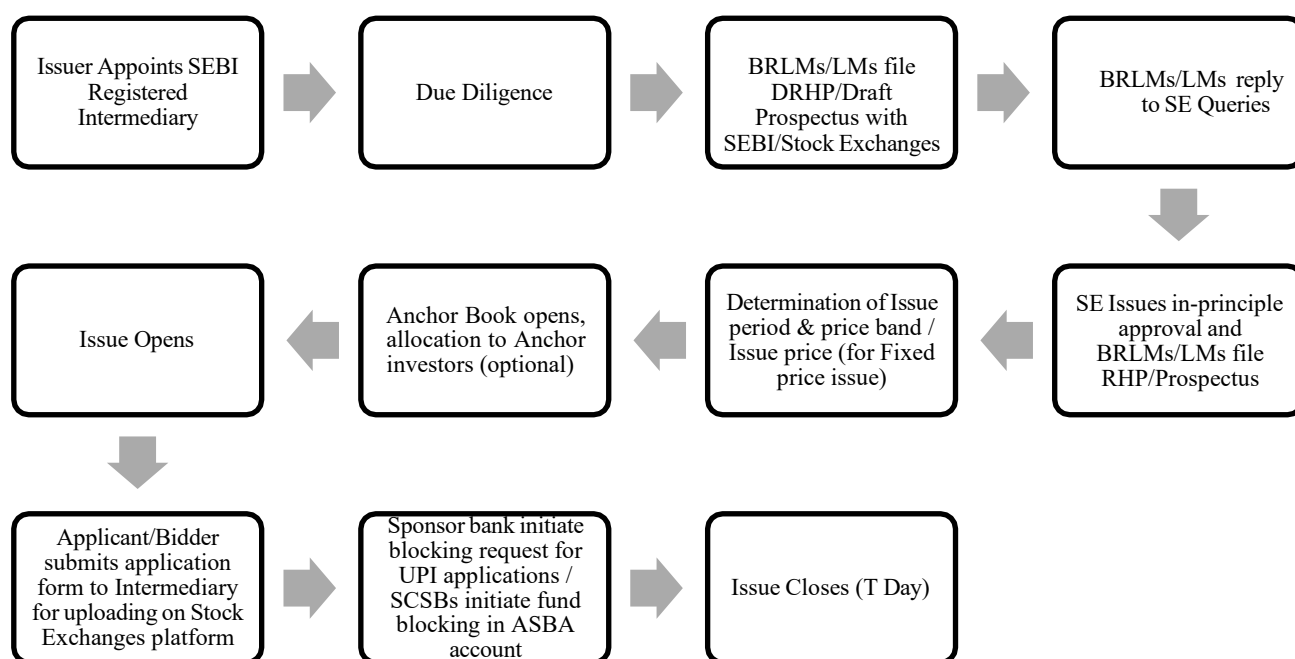 Issuer Appoints SEBI
Registered
Intermediary
Due Diligence
BRLMs/LMs file
DRHP/Draft
Prospectus with
SEBI/Stock Exchanges
BRLMs/LMs reply
to SE Queries
SE Issues in-principle
approval and
BRLMs/LMs file
RHP/Prospectus
Determination of Issue
period & price band /
Issue price (for Fixed
price issue)
Anchor Book opens,
allocation to Anchor
investors (optional)
Issue Opens
Applicant/Bidder
submits application
form to Intermediary
for uploading on Stock
Exchanges platform
Sponsor bank initiate
blocking request for
UPI applications /
SCSBs initiate fund
blocking in ASBA
account
Issue Closes (T Day)